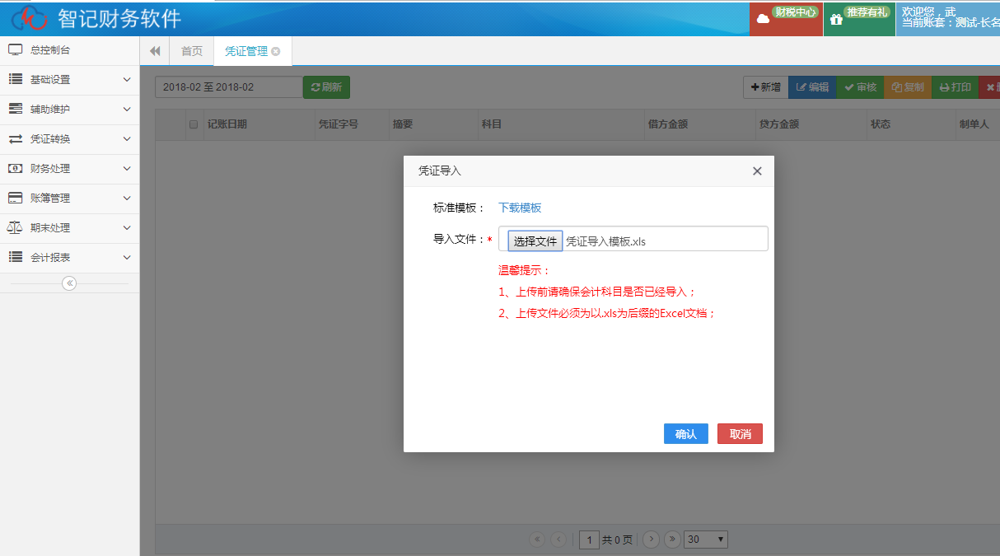 智记财务软件
财税中心
推荐有礼
欢迎您，武
当前账套：测试-长名
总控制台
基础设置
辅助维护
凭证转换
财务处理
账簿管理
期末处理
会计报表
首页
凭证管理
2018-02 至 2018-02
刷新
新增
编辑
审核
复制
打印
记账日期
凭证字号
摘要
科目
借方金额
贷方金额
状态
制单人
凭证导入
标准模板：
下载模板
导入文件：*
选择文件 凭证导入模板.xls
温馨提示：
1、上传前请确保会计科目是否已经导入；
2、上传文件必须为以.xls为后缀的Excel文档；
确认
取消
1 共 0 页
30